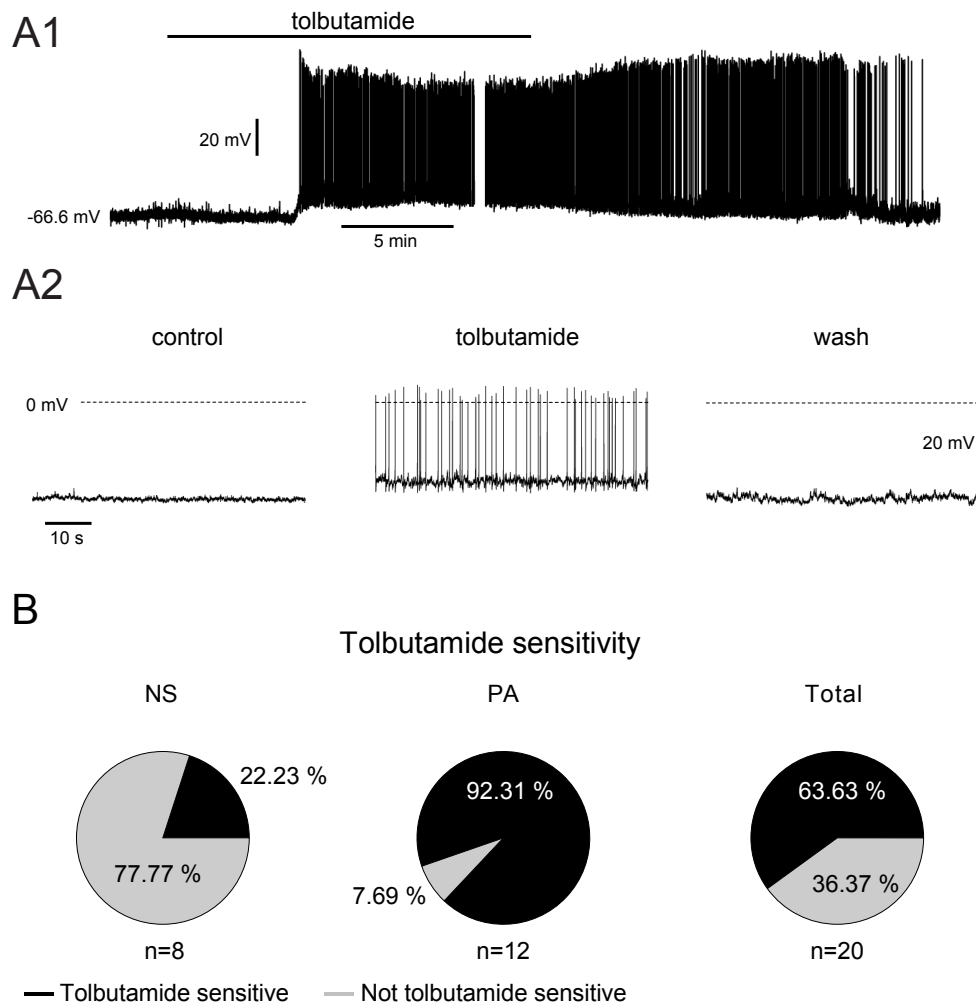 A1
tolbutamide
20 mV
-66.6 mV
5 min
A2
control tolbutamide wash
0 mV
20 mV
10 s
B
Tolbutamide sensitivity
NS PA Total
22.23 %
92.31 %
63.63 %
77.77 %
7.69 %
36.37 %
n=8 n=12 n=20
Tolbutamide sensitive Not tolbutamide sensitive